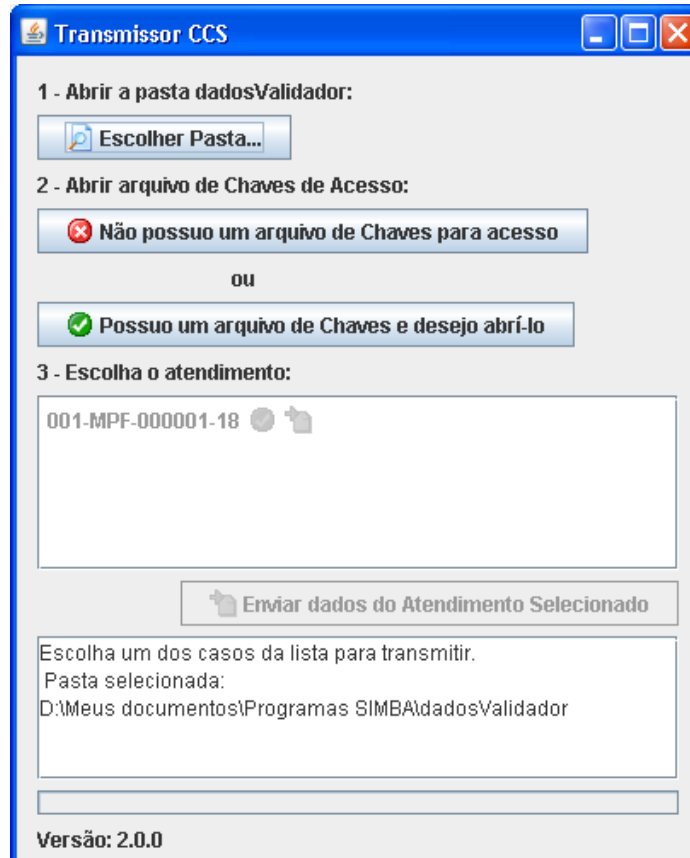 Transmissor CCS
1 - Abrir a pasta dadosValidador:
Escolher Pasta...
2 - Abrir arquivo de Chaves de Acesso:
Não possuo um arquivo de Chaves para acesso
ou
Possuo um arquivo de Chaves e desejo abrí-lo
3 - Escolha o atendimento:
001-MPF-000001-18
Enviar dados do Atendimento Selecionado
Escolha um dos casos da lista para transmitir.
Pasta selecionada:
D:\Meus documentos\Programas SIMBA\dadosValidador
Versão: 2.0.0